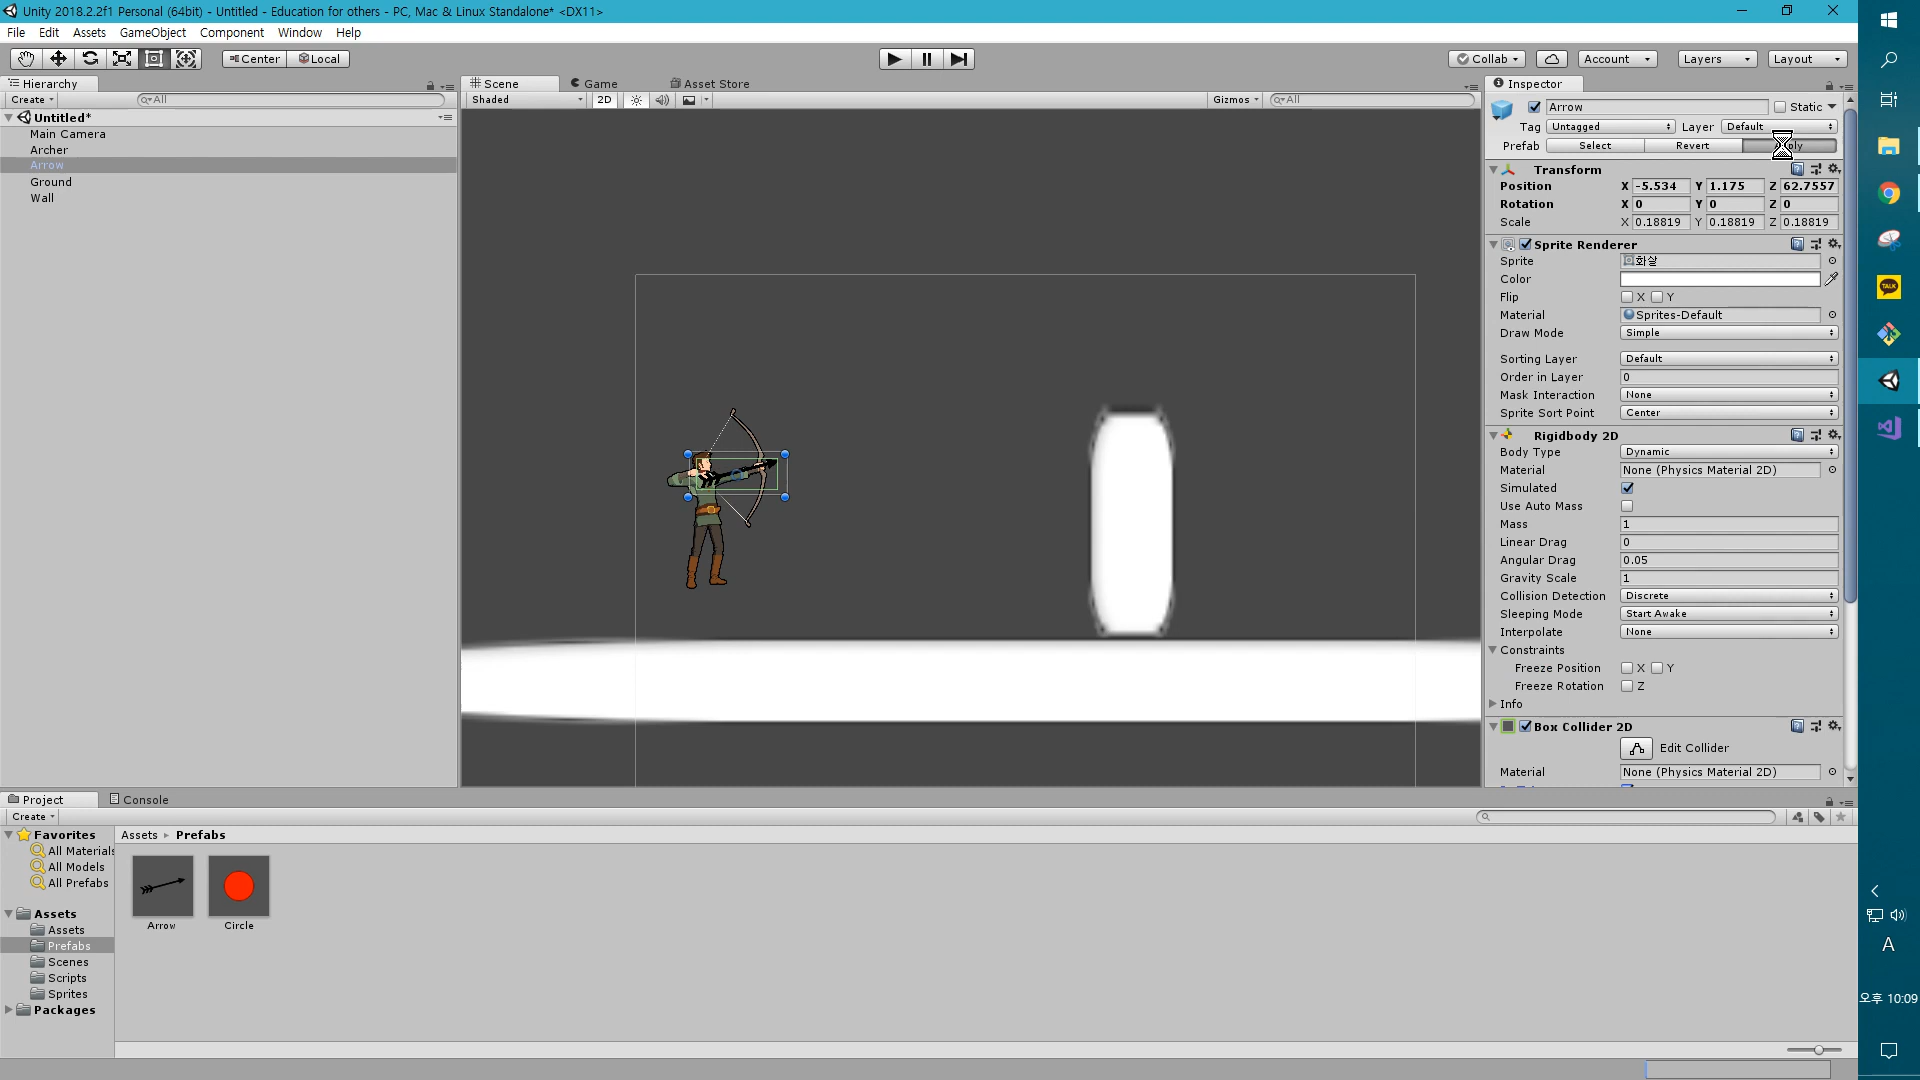 Unity 2018.2.2f1 Personal (64bit) - Untitled - Education for others - PC, Mac & Linux Standalone* <DX11>
File Edit Assets GameObject Component Window Help
Center Local Collab Account Layers Layout
Hierarchy
Create All
Untitled*
Main Camera
Archer
Arrow
Ground
Wall
Scene Game Asset Store
Shaded 2D Gizmos All
Inspector
Arrow Static
Tag Untagged Layer Default
Prefab Select Revert
Transform
Position X -5.534 Y 1.175 Z 62.7557
Rotation X 0 Y 0 Z 0
Scale X 0.18819 Y 0.18819 Z 0.18819
Sprite Renderer
Sprite 화살
Color
Flip X Y
Material Sprites-Default
Draw Mode Simple
Sorting Layer Default
Order in Layer 0
Mask Interaction None
Sprite Sort Point Center
Rigidbody 2D
Body Type Dynamic
Material None (Physics Material 2D)
Simulated
Use Auto Mass
Mass 1
Linear Drag 0
Angular Drag 0.05
Gravity Scale 1
Collision Detection Discrete
Sleeping Mode Start Awake
Interpolate None
Constraints
Freeze Position X Y
Freeze Rotation Z
Info
Box Collider 2D
Edit Collider
Material None (Physics Material 2D)
Project Console
Create
Favorites
All Materials
All Models
All Prefabs
Assets
Assets
Prefabs
Scenes
Scripts
Sprites
Packages
Assets Prefabs
Arrow Circle
TALK
A
오후 10:09